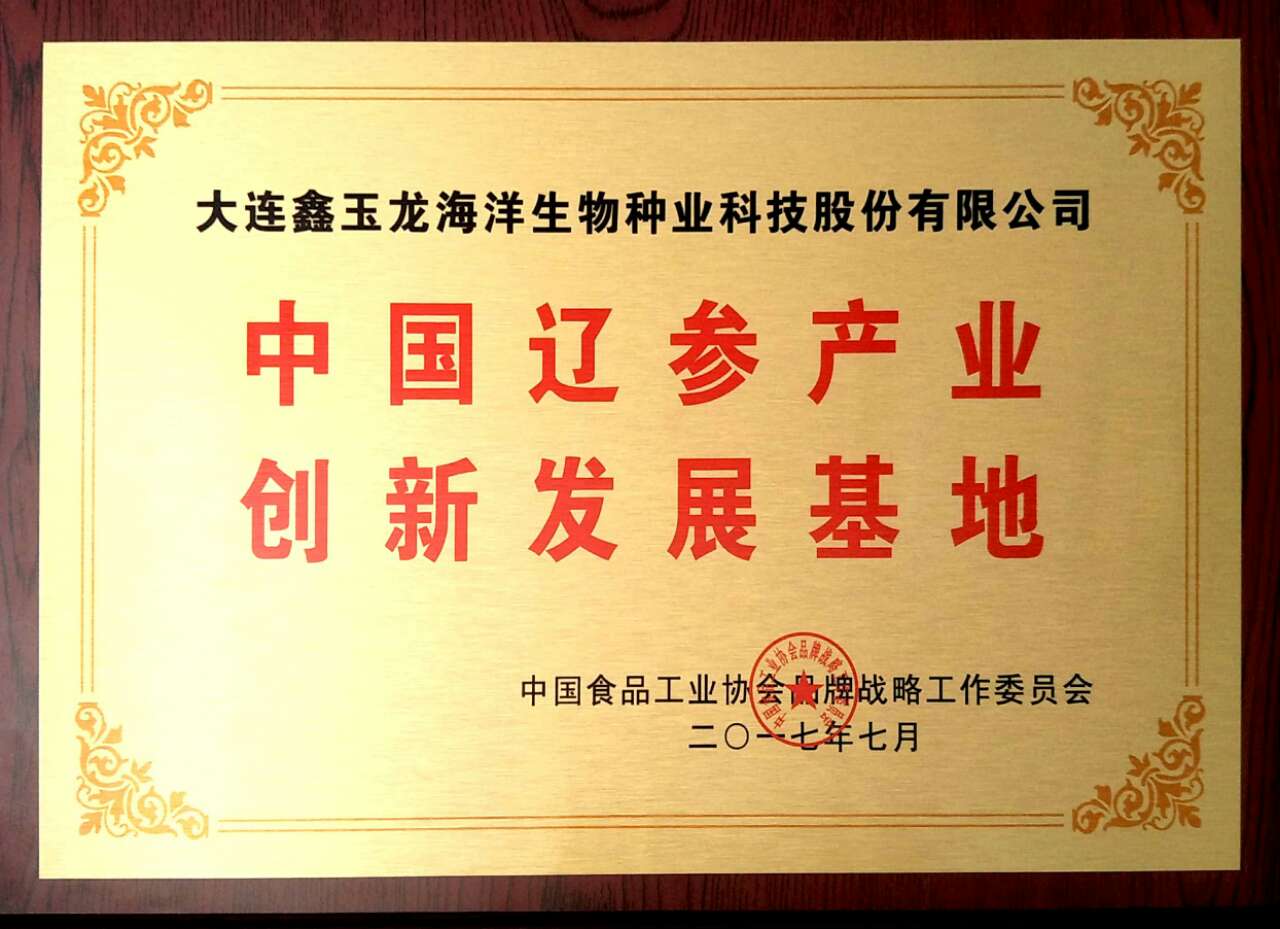 大连鑫玉龙海洋生物种业科技股份有限公司
中国辽参产业
创新发展基地
中国食品工业协会品牌战略工作委员会
二〇一七年七月